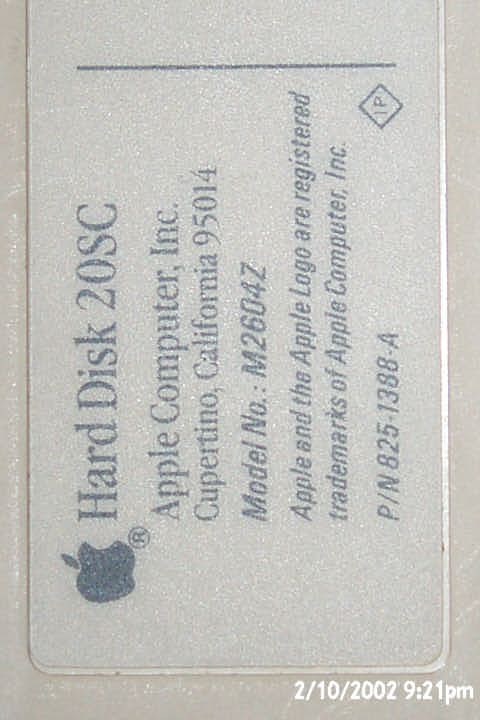 Hard Disk 20SC
®
Apple Computer, Inc.
Cupertino, California 95014
Model No.: M2604Z
Apple and the Apple Logo are registered
trademarks of Apple Computer, Inc.
P/N 825-1388-A
IP
2/10/2002 9:21pm